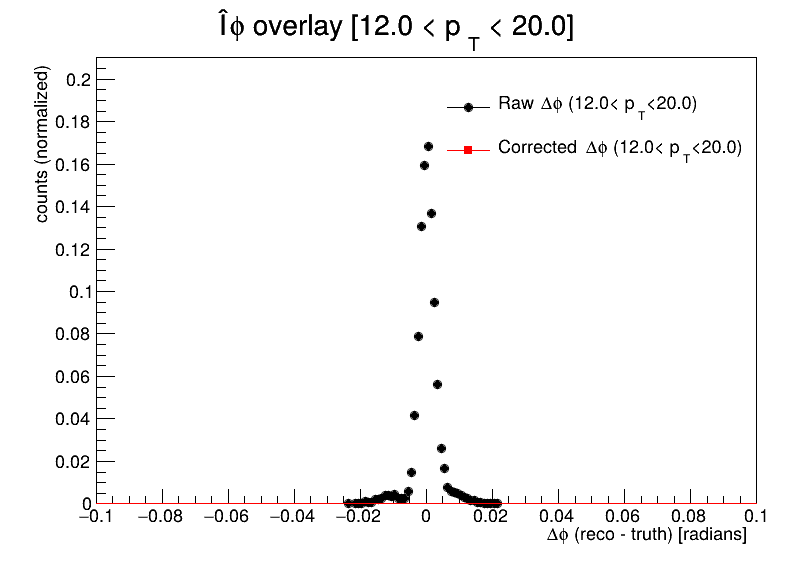 Îϕ overlay [12.0 < p T < 20.0]
counts (normalized)
Raw Δϕ (12.0< p T<20.0)
Corrected Δϕ (12.0< p T<20.0)
0.2
0.18
0.16
0.14
0.12
0.1
0.08
0.06
0.04
0.02
0
−0.1 −0.08 −0.06 −0.04 −0.02 0 0.02 0.04 0.06 0.08 0.1
Δϕ (reco - truth) [radians]